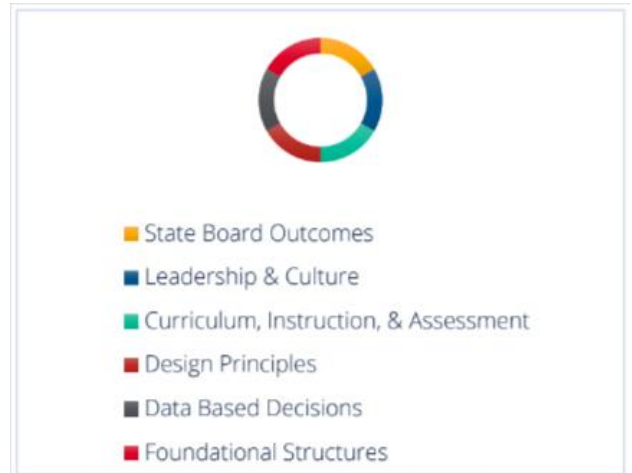 State Board Outcomes
Leadership & Culture
Curriculum, Instruction, & Assessment
Design Principles
Data Based Decisions
Foundational Structures